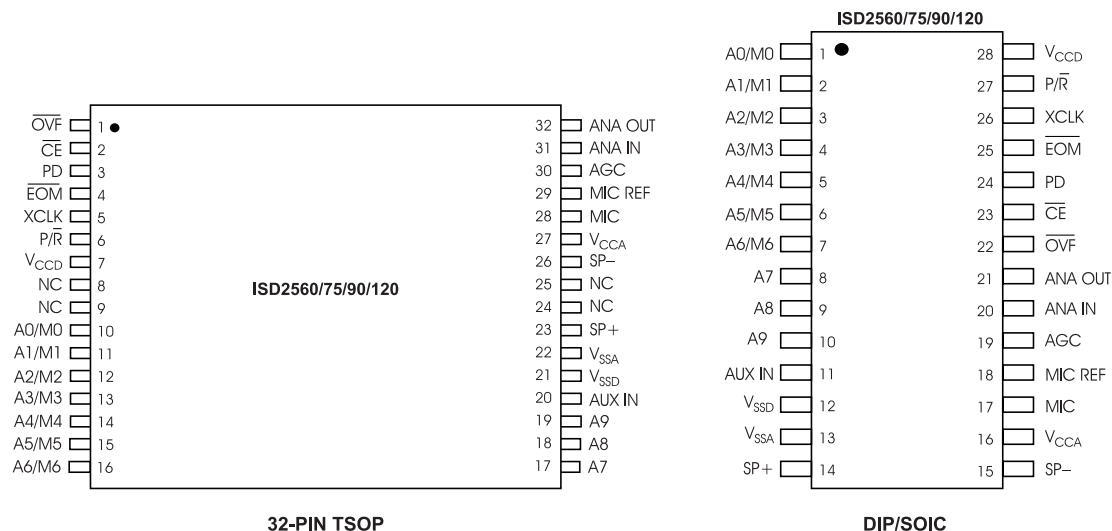 ISD2560/75/90/120
O̅V̅F̅ 1 32 ANA OUT
C̅E̅ 2 31 ANA IN
PD 3 30 AGC
E̅O̅M̅ 4 29 MIC REF
XCLK 5 28 MIC
P/R̅ 6 27 VCCA
VCCD 7 26 SP–
NC 8 25 NC
NC 9 24 NC
A0/M0 10 23 SP+
A1/M1 11 22 VSSA
A2/M2 12 21 VSSD
A3/M3 13 20 AUX IN
A4/M4 14 19 A9
A5/M5 15 18 A8
A6/M6 16 17 A7
32-PIN TSOP
ISD2560/75/90/120
A0/M0 1 28 VCCD
A1/M1 2 27 P/R̅
A2/M2 3 26 XCLK
A3/M3 4 25 E̅O̅M̅
A4/M4 5 24 PD
A5/M5 6 23 C̅E̅
A6/M6 7 22 O̅V̅F̅
A7 8 21 ANA OUT
A8 9 20 ANA IN
A9 10 19 AGC
AUX IN 11 18 MIC REF
VSSD 12 17 MIC
VSSA 13 16 VCCA
SP+ 14 15 SP–
DIP/SOIC